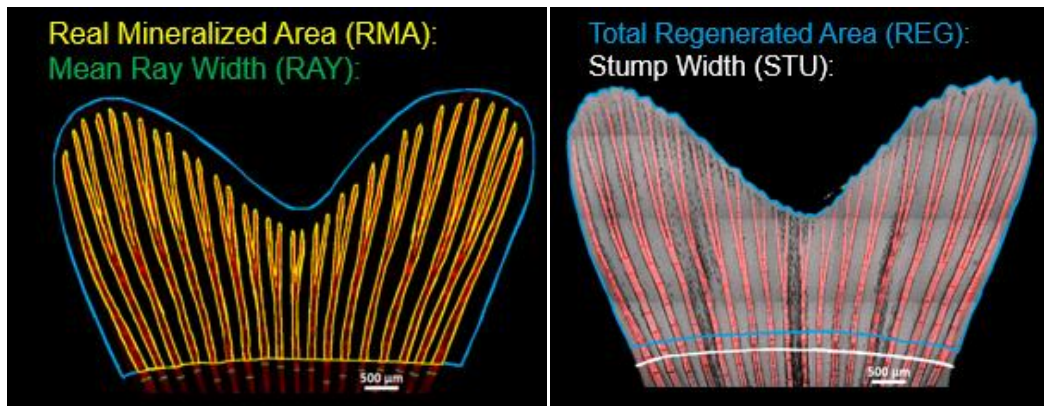 Real Mineralized Area (RMA):
Mean Ray Width (RAY):
500 µm
Total Regenerated Area (REG):
Stump Width (STU):
500 µm